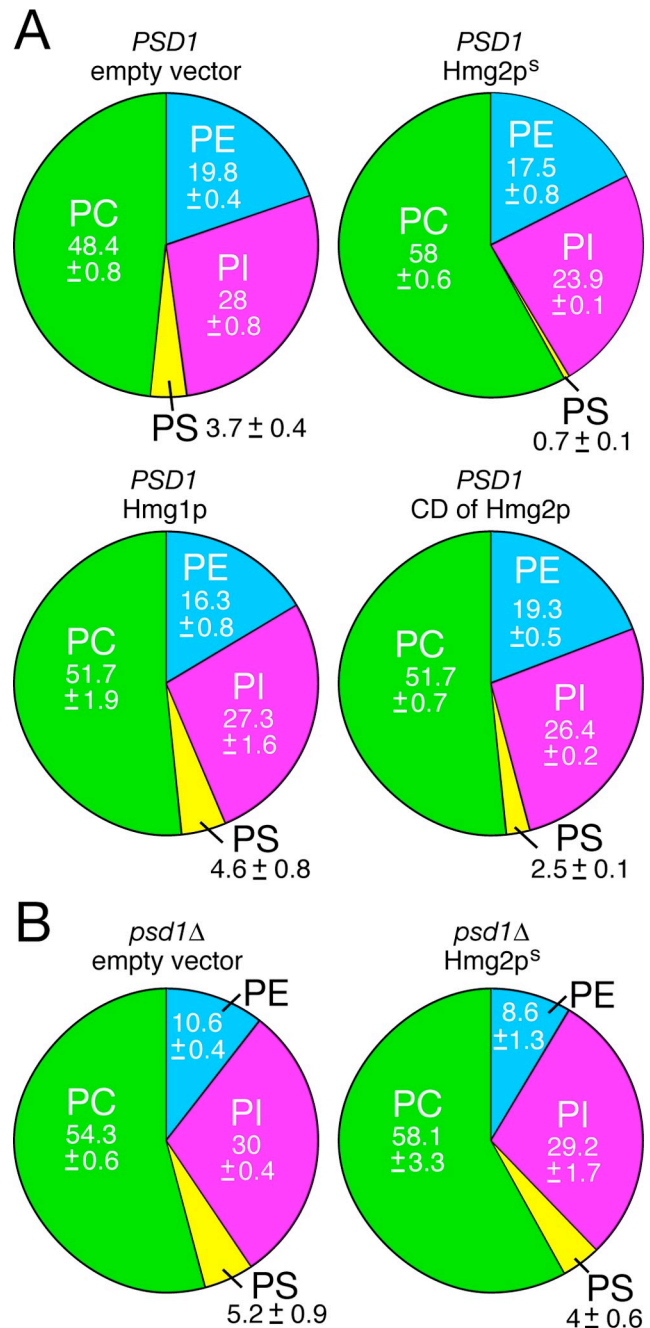 A
PSD1
empty vector
PE
19.8
±0.4
PC
48.4
±0.8
PI
28
±0.8
PS 3.7 ± 0.4
PSD1
Hmg2pˢ
PE
17.5
±0.8
PC
58
±0.6
PI
23.9
±0.1
PS
0.7 ± 0.1
PSD1
Hmg1p
PE
16.3
±0.8
PC
51.7
±1.9
PI
27.3
±1.6
PS
4.6 ± 0.8
PSD1
CD of Hmg2p
PE
19.3
±0.5
PC
51.7
±0.7
PI
26.4
±0.2
PS
2.5 ± 0.1
B
psd1Δ
empty vector
PE
10.6
±0.4
PC
54.3
±0.6
PI
30
±0.4
PS
5.2 ± 0.9
psd1Δ
Hmg2pˢ
PE
8.6
±1.3
PC
58.1
±3.3
PI
29.2
±1.7
PS
4± 0.6